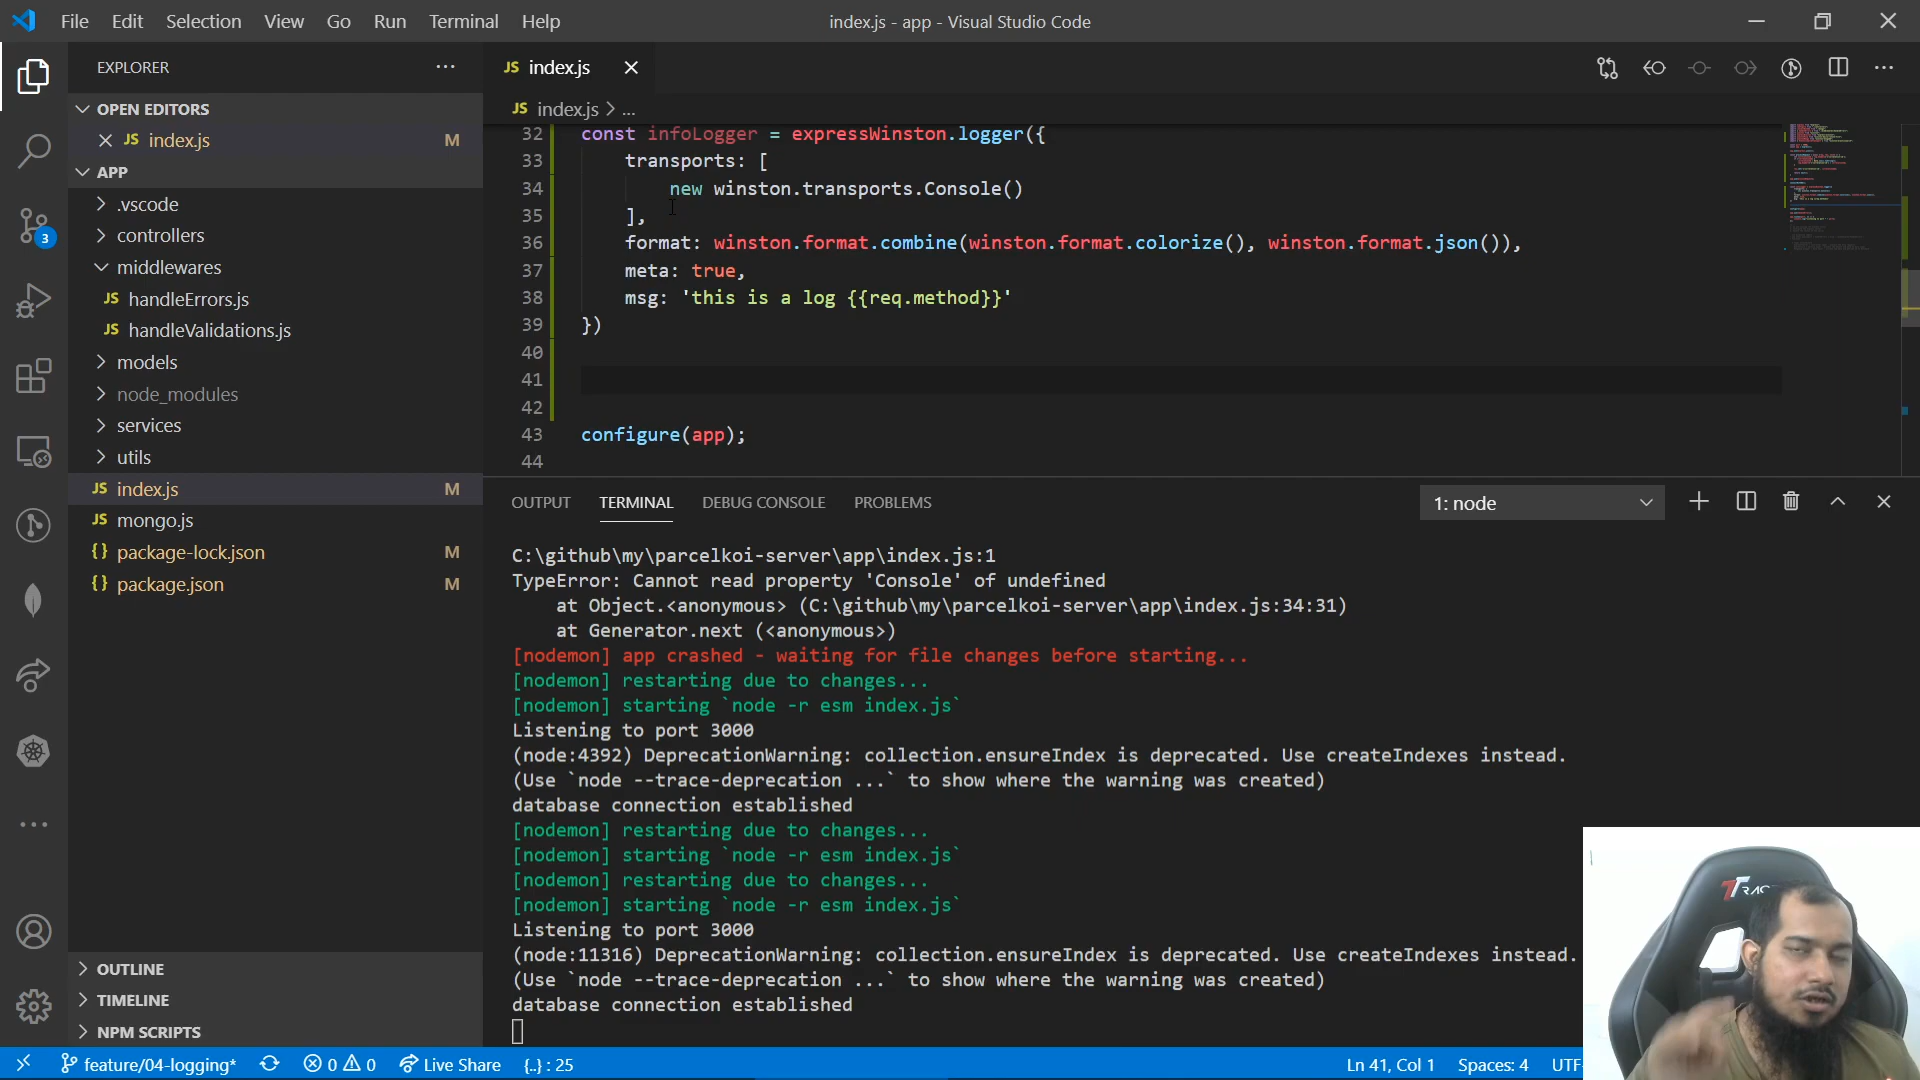 File Edit Selection View Go Run Terminal Help
index.js - app - Visual Studio Code
EXPLORER
OPEN EDITORS
JS index.js M
APP
.vscode
controllers
middlewares
JS handleErrors.js
JS handleValidations.js
models
node_modules
services
utils
JS index.js M
JS mongo.js
{} package-lock.json M
{} package.json M
OUTLINE
TIMELINE
NPM SCRIPTS
3
JS index.js
JS index.js > ...
32 const infoLogger = expressWinston.logger({
33 transports: [
34 new winston.transports.Console()
35 ],
36 format: winston.format.combine(winston.format.colorize(), winston.format.json()),
37 meta: true,
38 msg: 'this is a log {{req.method}}'
39 })
40
41
42
43 configure(app);
44
OUTPUT TERMINAL DEBUG CONSOLE PROBLEMS
1: node
C:\github\my\parcelkoi-server\app\index.js:1
TypeError: Cannot read property 'Console' of undefined
at Object.<anonymous> (C:\github\my\parcelkoi-server\app\index.js:34:31)
at Generator.next (<anonymous>)
[nodemon] app crashed - waiting for file changes before starting...
[nodemon] restarting due to changes...
[nodemon] starting `node -r esm index.js`
Listening to port 3000
(node:4392) DeprecationWarning: collection.ensureIndex is deprecated. Use createIndexes instead.
(Use `node --trace-deprecation ...` to show where the warning was created)
database connection established
[nodemon] restarting due to changes...
[nodemon] starting `node -r esm index.js`
[nodemon] restarting due to changes...
[nodemon] starting `node -r esm index.js`
Listening to port 3000
(node:11316) DeprecationWarning: collection.ensureIndex is deprecated. Use createIndexes instead.
(Use `node --trace-deprecation ...` to show where the warning was created)
database connection established
feature/04-logging* 0 0 Live Share {..} : 25
Ln 41, Col 1 Spaces: 4 UTF